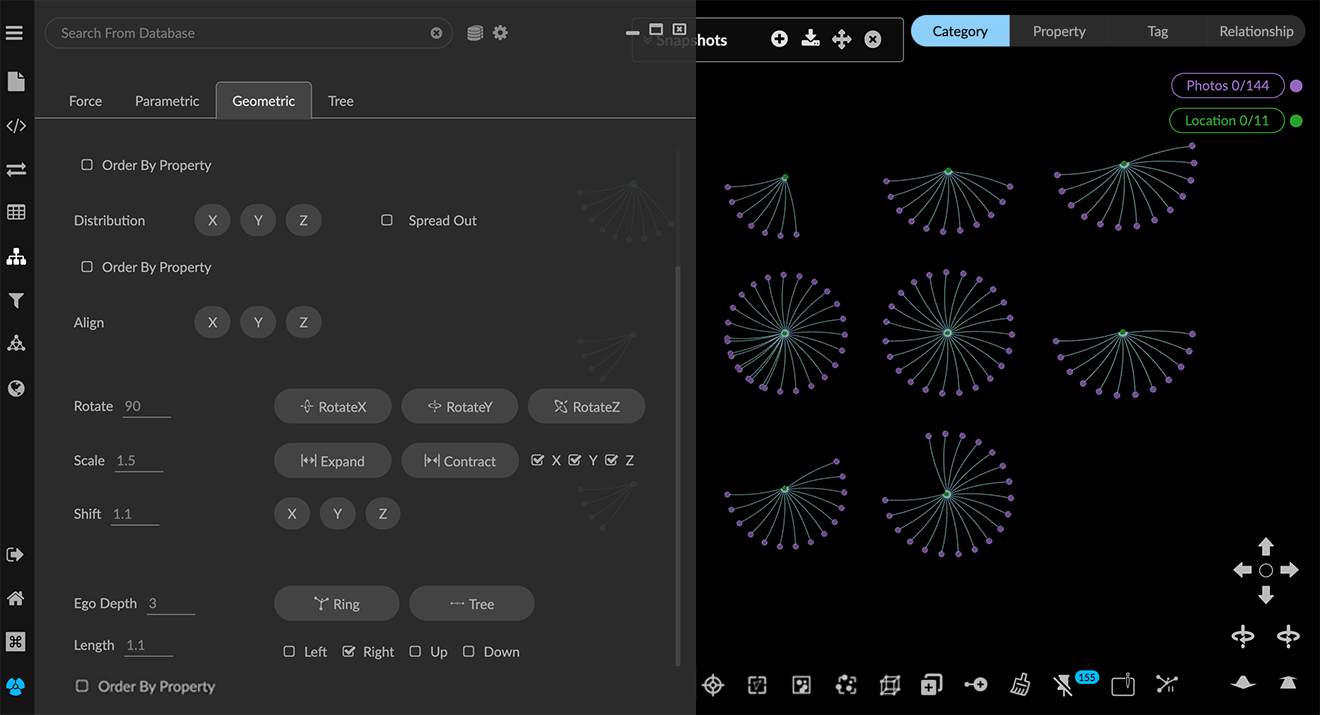 Search From Database
Snapshots
Category Property Tag Relationship
Photos 0/144
Location 0/11
Force Parametric Geometric Tree
Order By Property
Distribution X Y Z Spread Out
Order By Property
Align X Y Z
Rotate 90 RotateX RotateY RotateZ
Scale 1.5 Expand Contract X Y Z
Shift 1.1 X Y Z
Ego Depth 3 Ring Tree
Length 1.1 Left Right Up Down
Order By Property
155